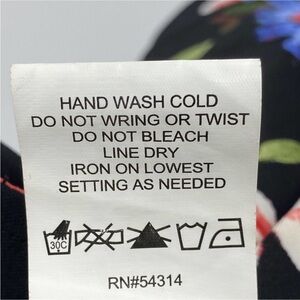 HAND WASH COLD
DO NOT WRING OR TWIST
DO NOT BLEACH
LINE DRY
IRON ON LOWEST
SETTING AS NEEDED
30C
RN#54314